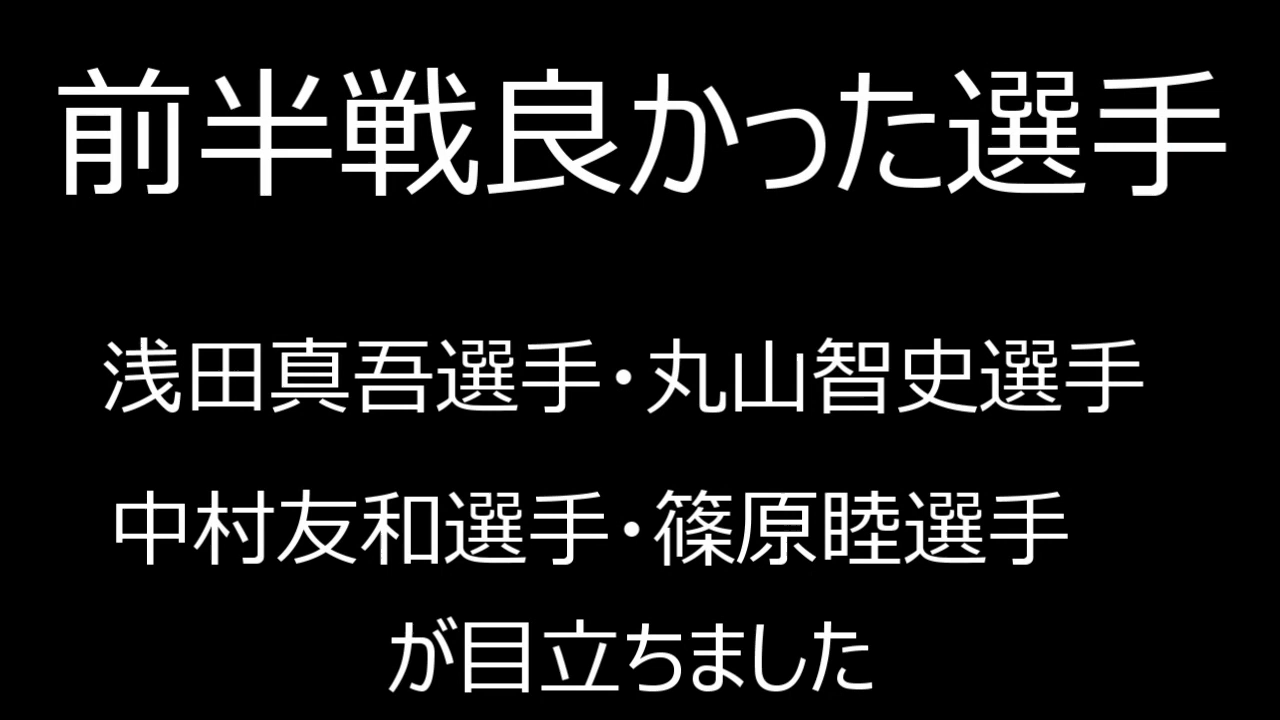 前半戦良かった選手
浅田真吾選手・丸山智史選手
中村友和選手・篠原睦選手
が目立ちました